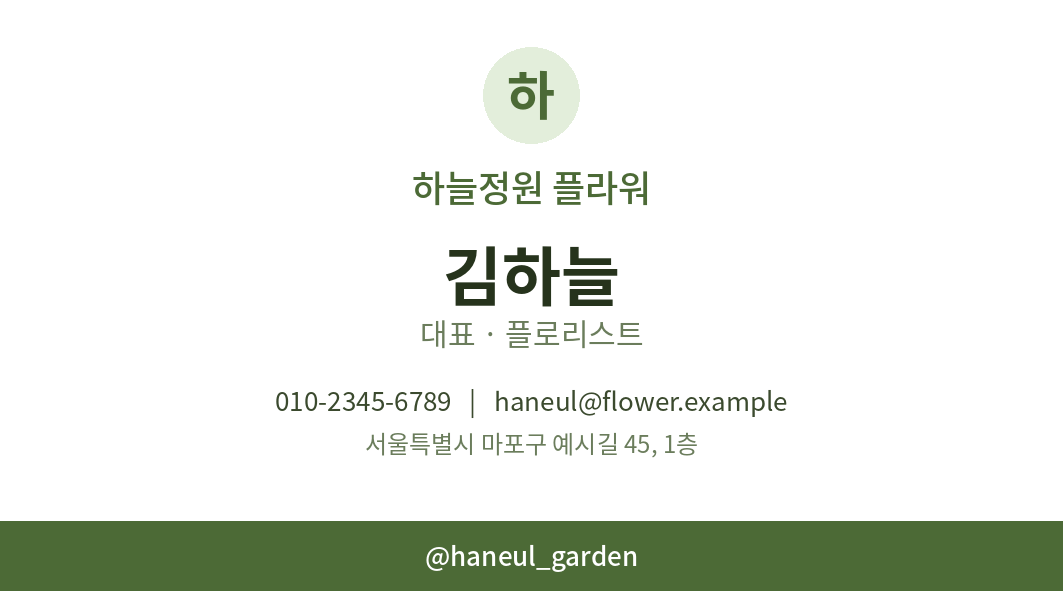 하
하늘정원 플라워
김하늘
대표 · 플로리스트
010-2345-6789 | haneul@flower.example
서울특별시 마포구 예시길 45, 1층
@haneul_garden